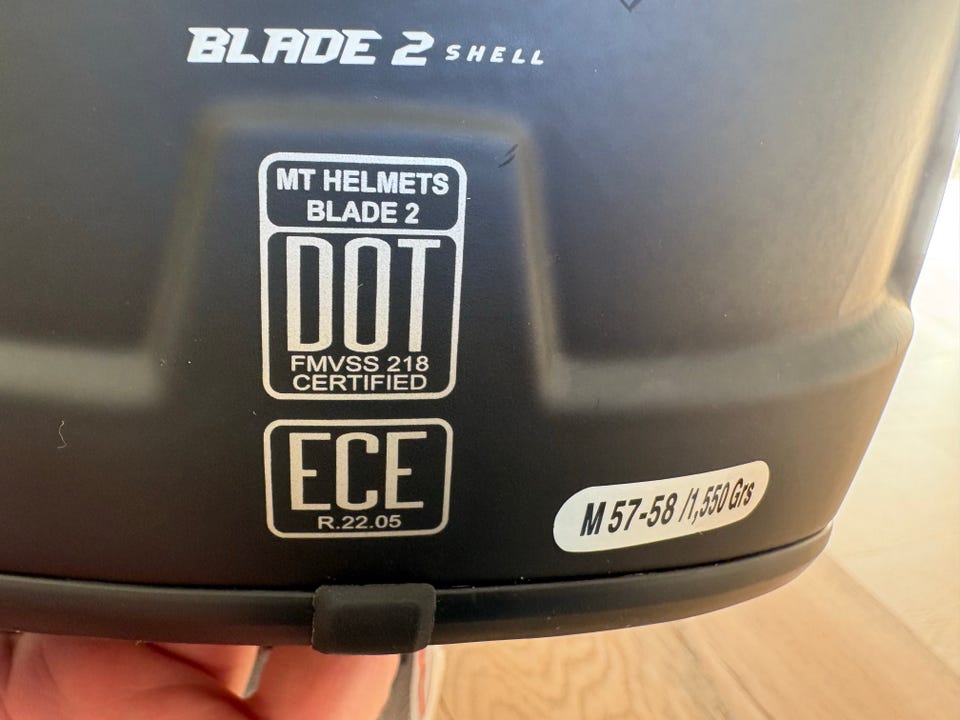 BLADE 2 SHELL
MT HELMETS
BLADE 2
DOT
FMVSS 218
CERTIFIED
ECE
R.22.05
M 57-58 /1,550 Grs